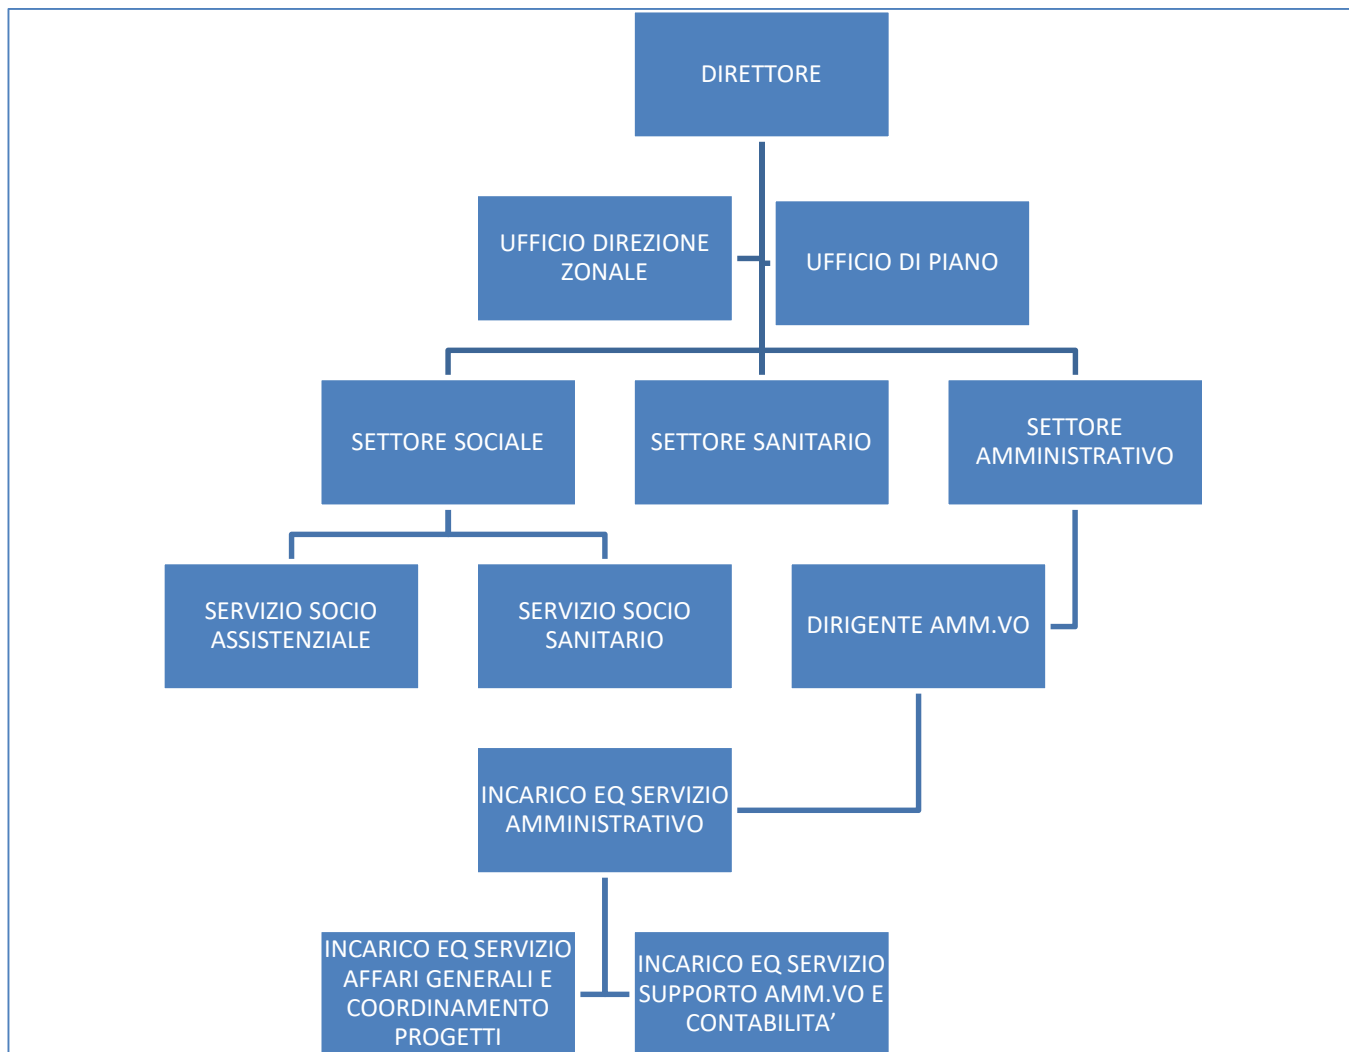 DIRETTORE
UFFICIO DIREZIONE
ZONALE
UFFICIO DI PIANO
SETTORE SOCIALE
SETTORE SANITARIO
SETTORE
AMMINISTRATIVO
SERVIZIO SOCIO
ASSISTENZIALE
SERVIZIO SOCIO
SANITARIO
DIRIGENTE AMM.VO
INCARICO EQ SERVIZIO
AMMINISTRATIVO
INCARICO EQ SERVIZIO
AFFARI GENERALI E
COORDINAMENTO
PROGETTI
INCARICO EQ SERVIZIO
SUPPORTO AMM.VO E
CONTABILITA’